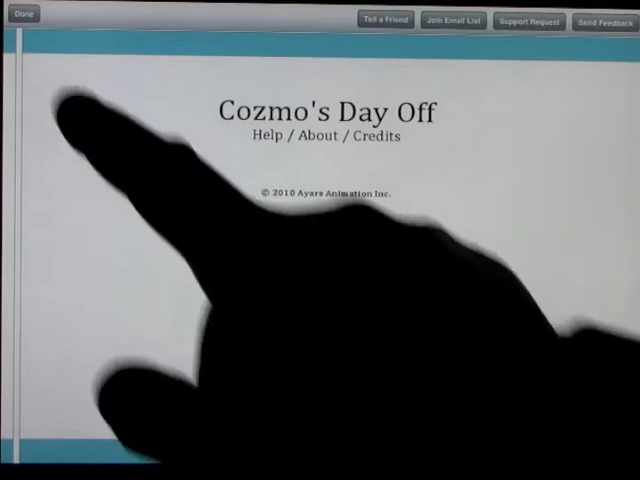 Done
Tell a Friend
Join Email List
Support Request
Send Feedback
Cozmo's Day Off
Help / About / Credits
© 2010 Ayars Animation Inc.